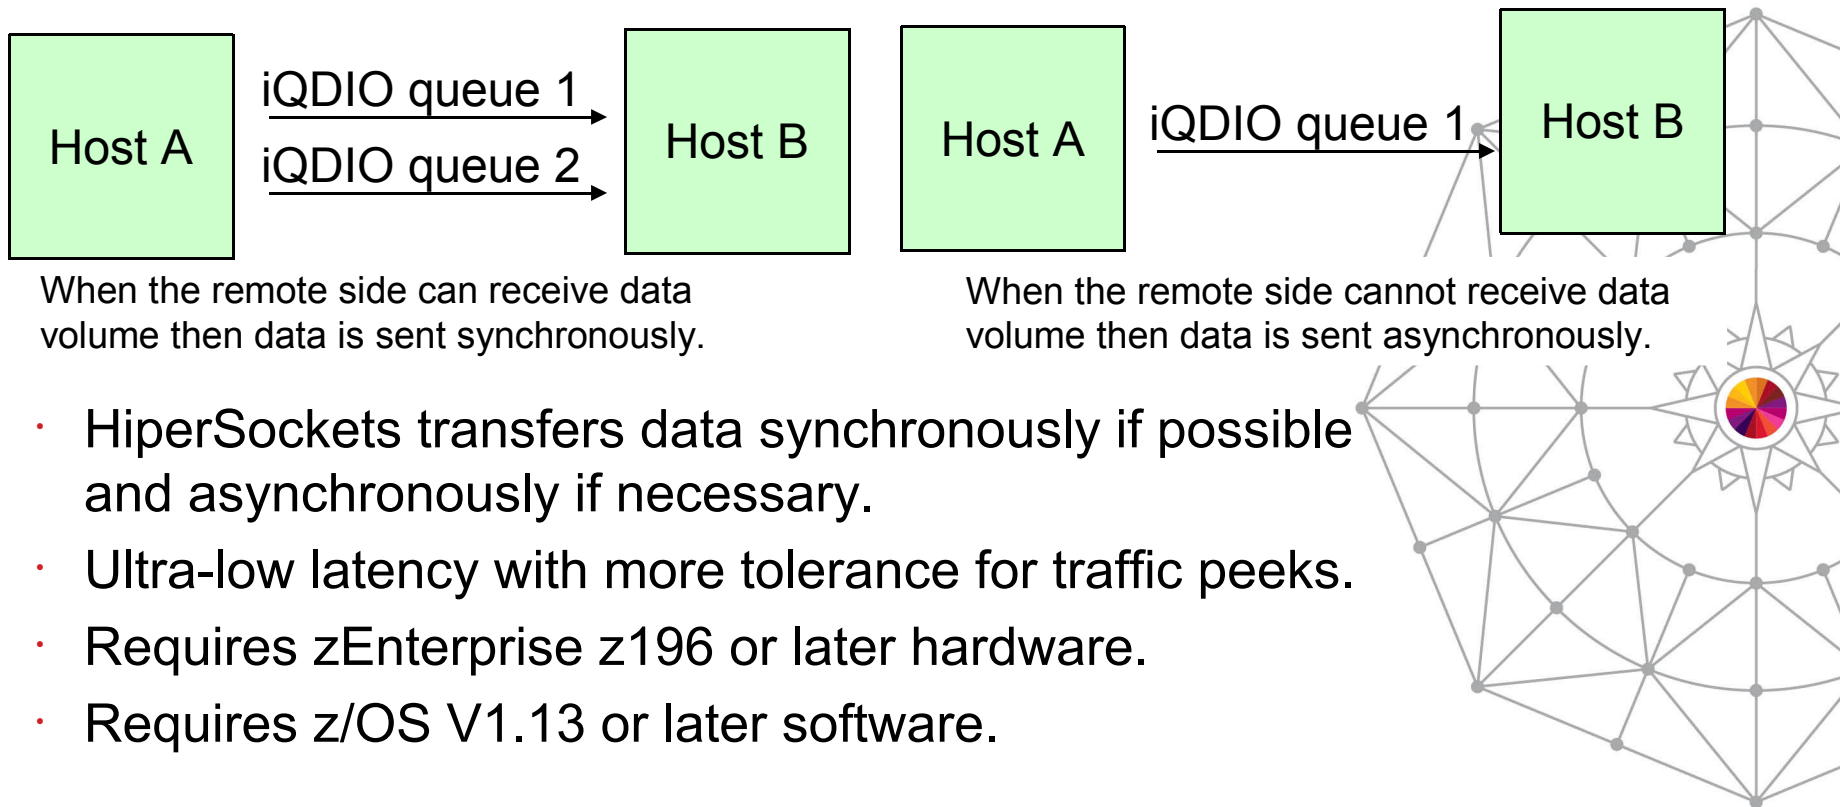 Host A
iQDIO queue 1
iQDIO queue 2
Host B
When the remote side can receive data
volume then data is sent synchronously.
Host A
iQDIO queue 1
Host B
When the remote side cannot receive data
volume then data is sent asynchronously.
· HiperSockets transfers data synchronously if possible
and asynchronously if necessary.
· Ultra-low latency with more tolerance for traffic peeks.
· Requires zEnterprise z196 or later hardware.
· Requires z/OS V1.13 or later software.